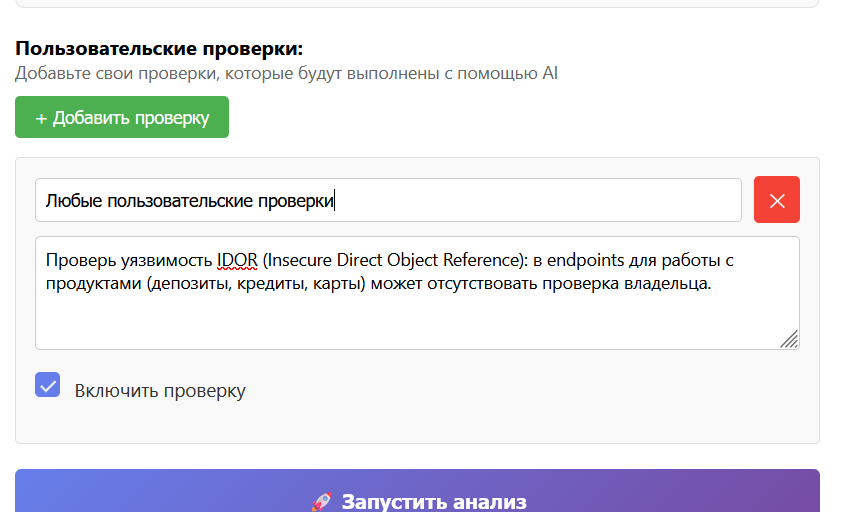 Пользовательские проверки:
Добавьте свои проверки, которые будут выполнены с помощью AI
+ Добавить проверку
Любые пользовательские проверки
Проверь уязвимость IDOR (Insecure Direct Object Reference): в endpoints для работы с
продуктами (депозиты, кредиты, карты) может отсутствовать проверка владельца.
Включить проверку
🚀 Запустить анализ